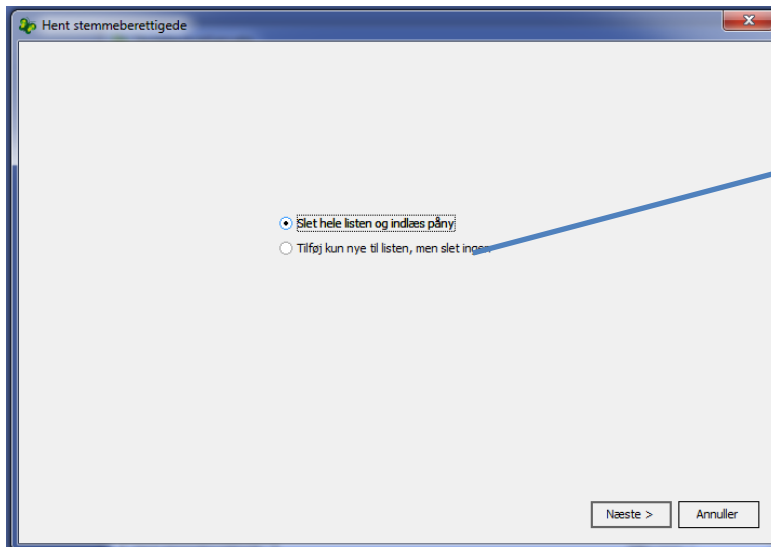 Hent stemmeberettigede
Slet hele listen og indlæs påny
Tilføj kun nye til listen, men slet ingen
Næste >
Annuller